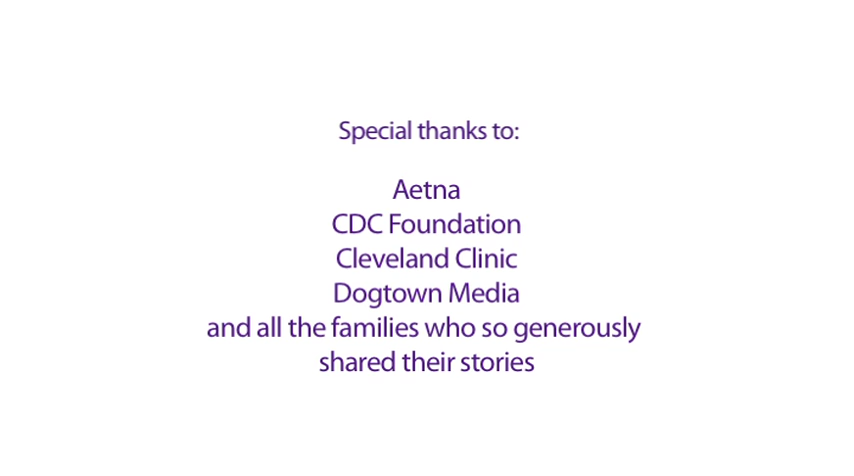 Special thanks to:
Aetna
CDC Foundation
Cleveland Clinic
Dogtown Media
and all the families who so generously
shared their stories